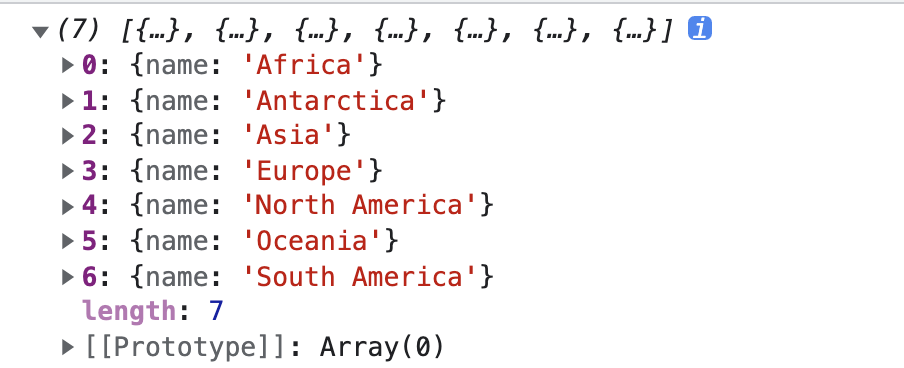 (7) [{…}, {…}, {…}, {…}, {…}, {…}, {…}] i
0: {name: 'Africa'}
1: {name: 'Antarctica'}
2: {name: 'Asia'}
3: {name: 'Europe'}
4: {name: 'North America'}
5: {name: 'Oceania'}
6: {name: 'South America'}
length: 7
[[Prototype]]: Array(0)